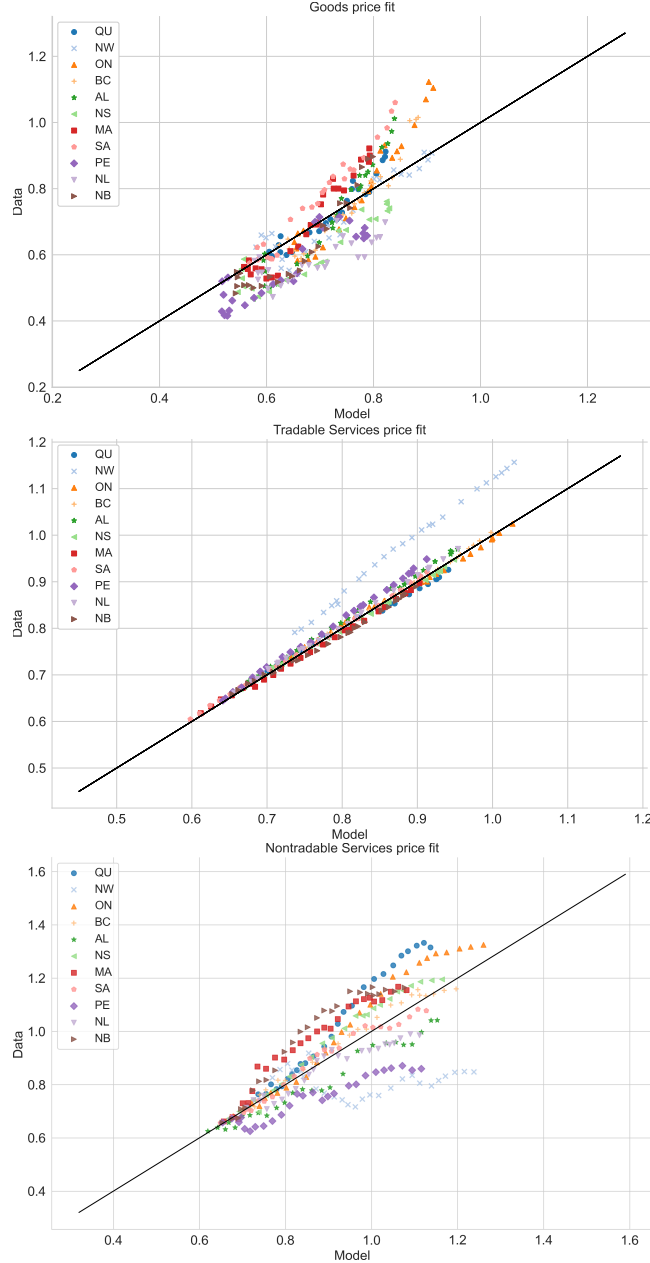 Goods price fit
1.2
1.0
0.8
0.6
0.4
0.2
Data
QU
NW
ON
BC
AL
NS
MA
SA
PE
NL
NB
0.2
0.4
0.6
0.8
1.0
1.2
Model
Tradable Services price fit
1.2
1.1
1.0
0.9
0.8
0.7
0.6
0.5
Data
QU
NW
ON
BC
AL
NS
MA
SA
PE
NL
NB
0.5
0.6
0.7
0.8
0.9
1.0
1.1
1.2
Model
Nontradable Services price fit
1.6
1.4
1.2
1.0
0.8
0.6
0.4
Data
QU
NW
ON
BC
AL
NS
MA
SA
PE
NL
NB
0.4
0.6
0.8
1.0
1.2
1.4
1.6
Model